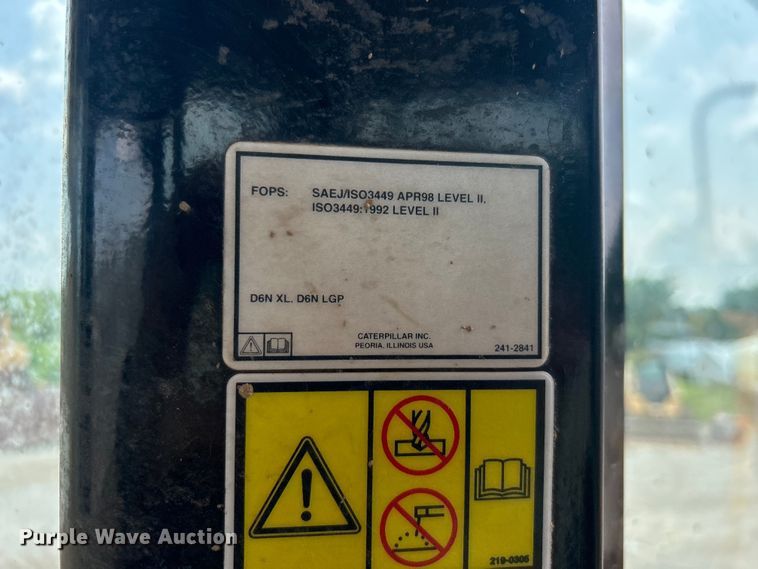 FOPS: SAEJ/ISO3449 APR98 LEVEL II.
ISO3449:1992 LEVEL II
D6N XL. D6N LGP
CATERPILLAR INC.
PEORIA, ILLINOIS USA
241-2841
219-0306
Purple Wave Auction